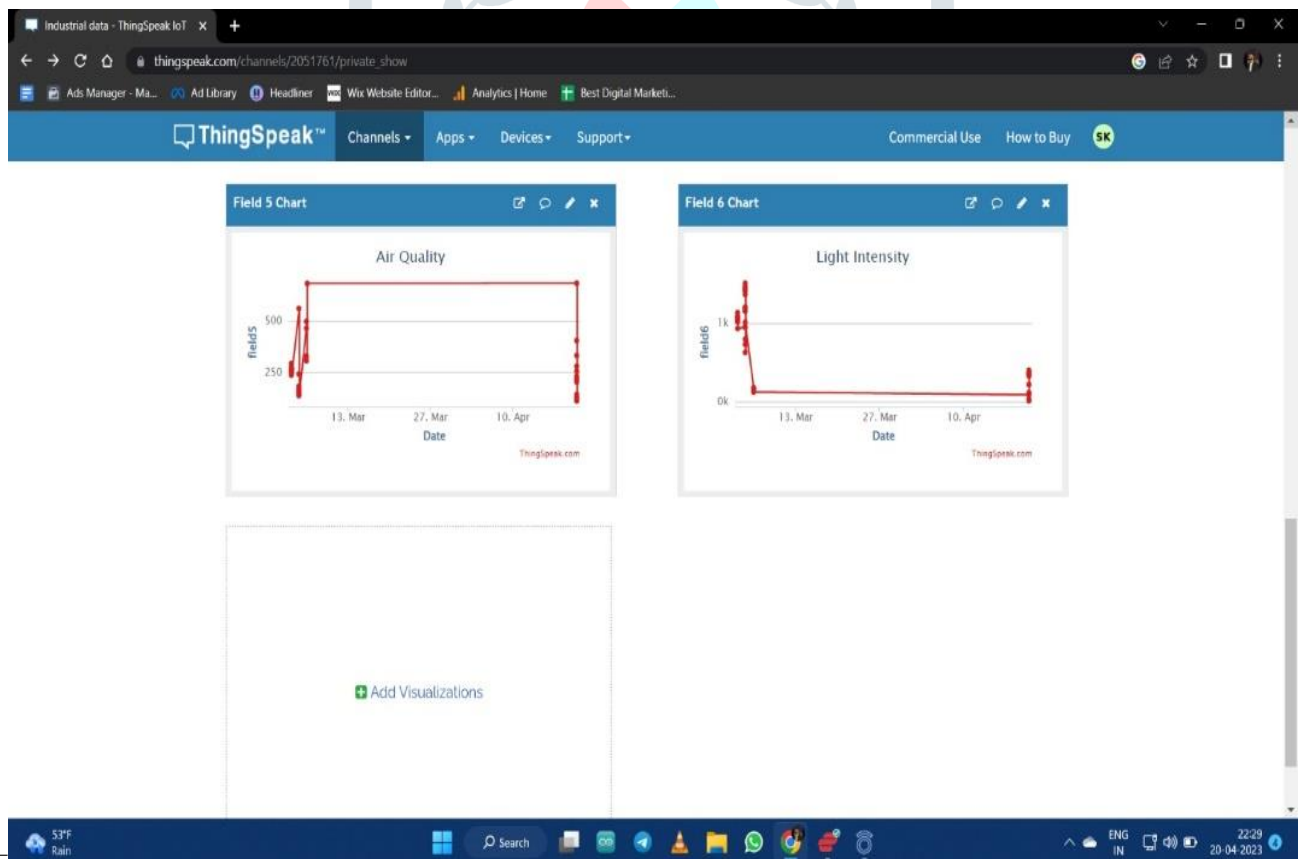 Industrial data - ThingSpeak IoT
thingspeak.com/channels/2051761/private_show
Ads Manager - Ma... Ad Library Headliner Wix Website Editor... Analytics | Home Best Digital Marketi...
ThingSpeak™ Channels Apps Devices Support Commercial Use How to Buy SK
Field 5 Chart
Air Quality
field5
500
250
13. Mar 27. Mar 10. Apr
Date
ThingSpeak.com
Field 6 Chart
Light Intensity
field6
1k
0k
13. Mar 27. Mar 10. Apr
Date
ThingSpeak.com
Add Visualizations
53°F
Rain
Search
ENG
IN
22:29
20-04-2023
4